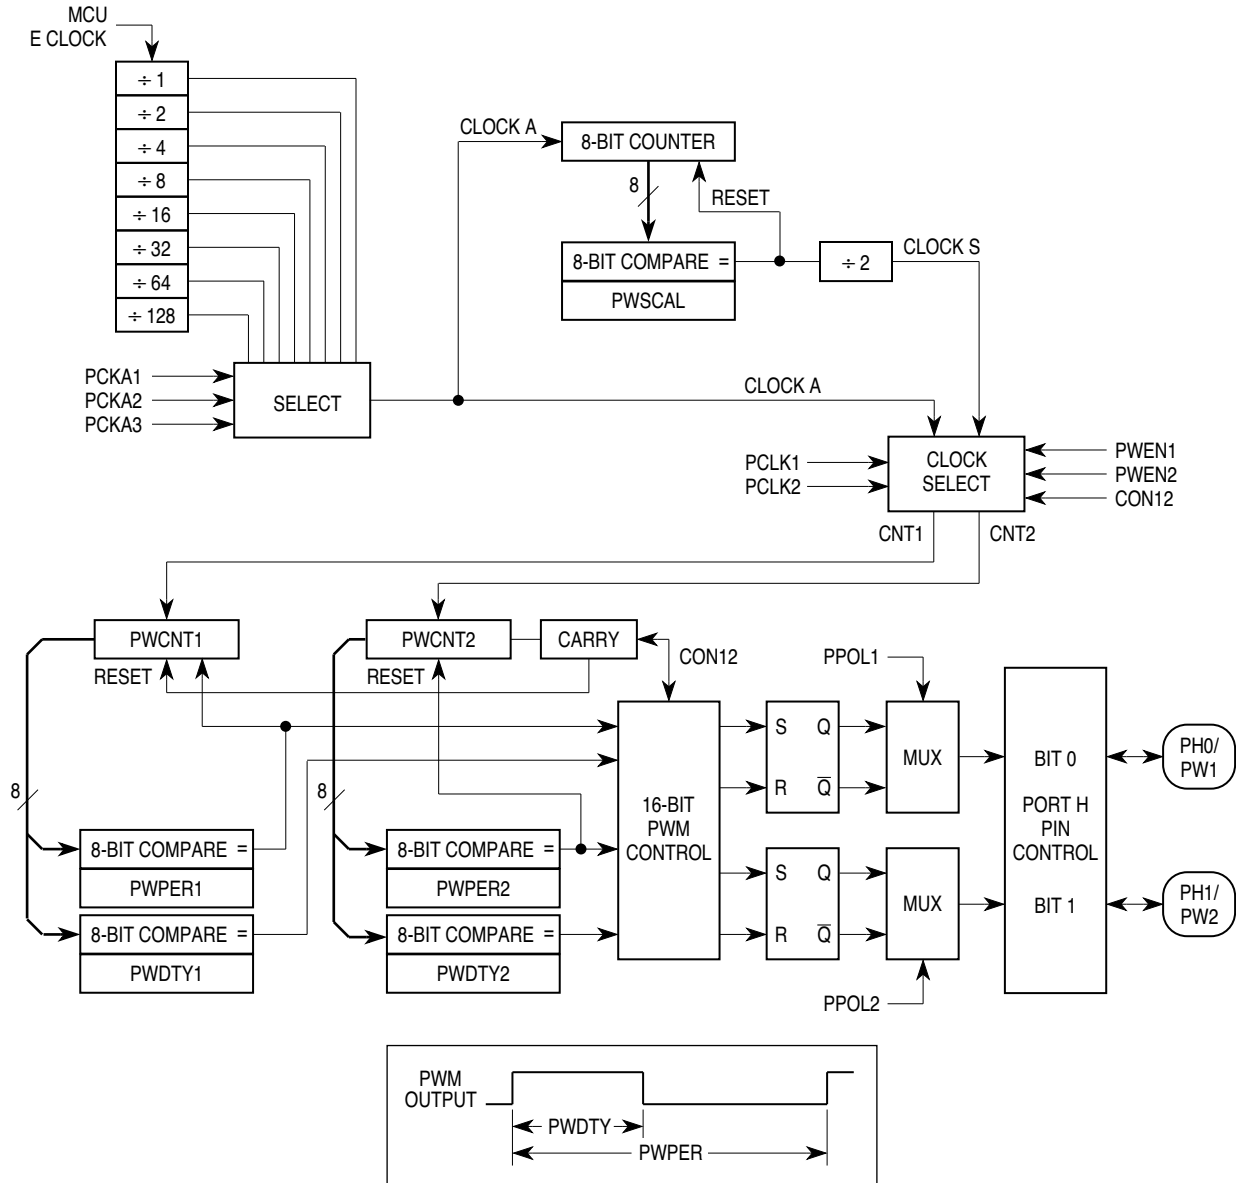 MCU
E CLOCK
÷ 1
÷ 2
÷ 4
÷ 8
÷ 16
÷ 32
÷ 64
÷ 128
PCKA1
PCKA2
PCKA3
SELECT
CLOCK A
8-BIT COUNTER
8
RESET
8-BIT COMPARE =
PWSCAL
÷ 2
CLOCK S
CLOCK A
PCLK1
PCLK2
CLOCK
SELECT
PWEN1
PWEN2
CON12
CNT1
CNT2
PWCNT1
RESET
PWCNT2
RESET
CARRY
CON12
8
8-BIT COMPARE =
PWPER1
8-BIT COMPARE =
PWDTY1
8
8-BIT COMPARE =
PWPER2
8-BIT COMPARE =
PWDTY2
16-BIT
PWM
CONTROL
S Q
R Q̅
S Q
R Q̅
PPOL1
MUX
MUX
PPOL2
BIT 0
PORT H
PIN
CONTROL
BIT 1
PH0/
PW1
PH1/
PW2
PWM
OUTPUT
PWDTY
PWPER